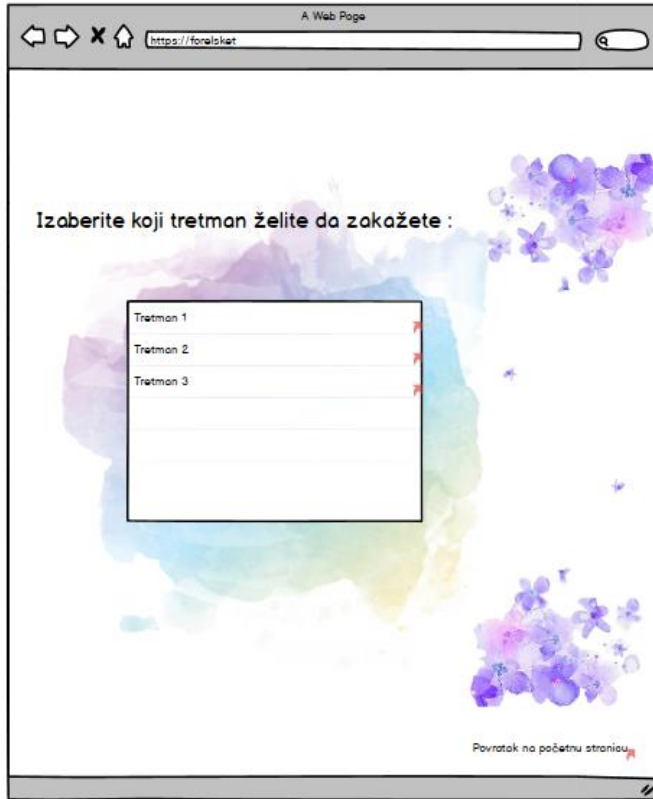 A Web Page
https://forelsket
Izaberite koji tretman želite da zakažete :
Tretman 1
Tretman 2
Tretman 3
Povratak na početnu stranicu